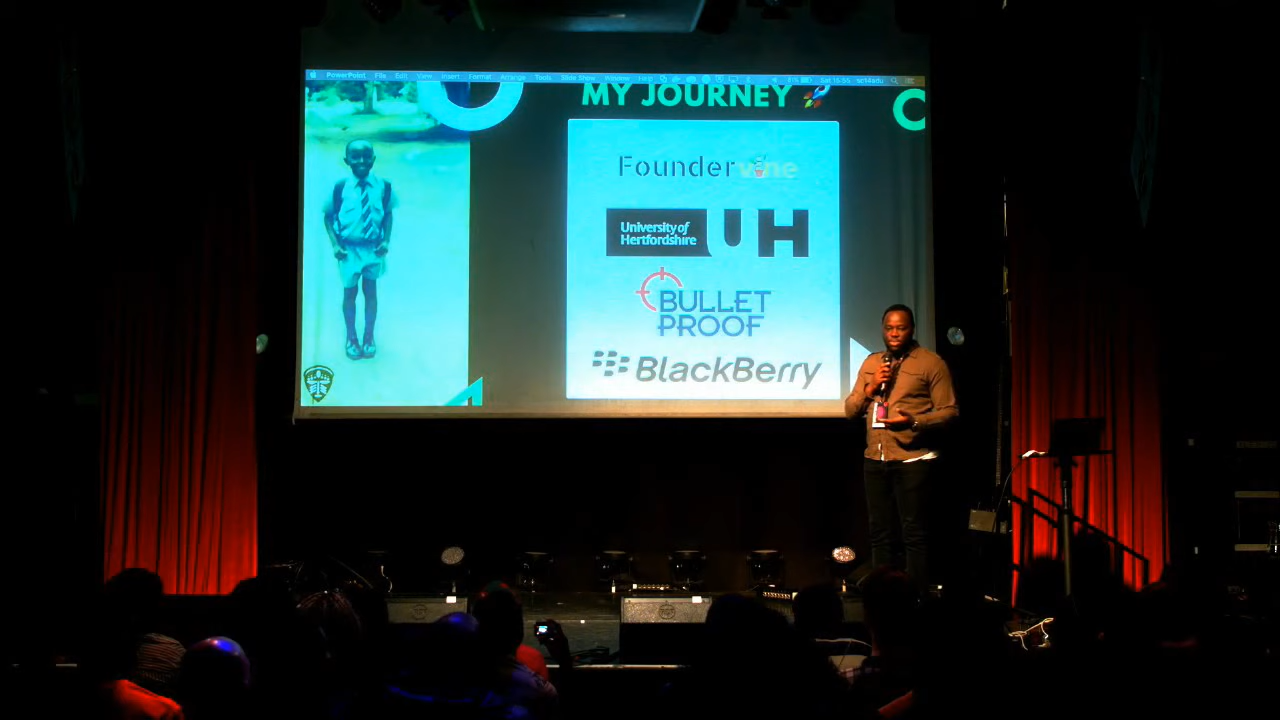 PowerPoint File Edit View Insert Format Arrange Tools Slide Show Window Help
MY JOURNEY
Foundervine
University of
Hertfordshire
UH
BULLET
PROOF
BlackBerry